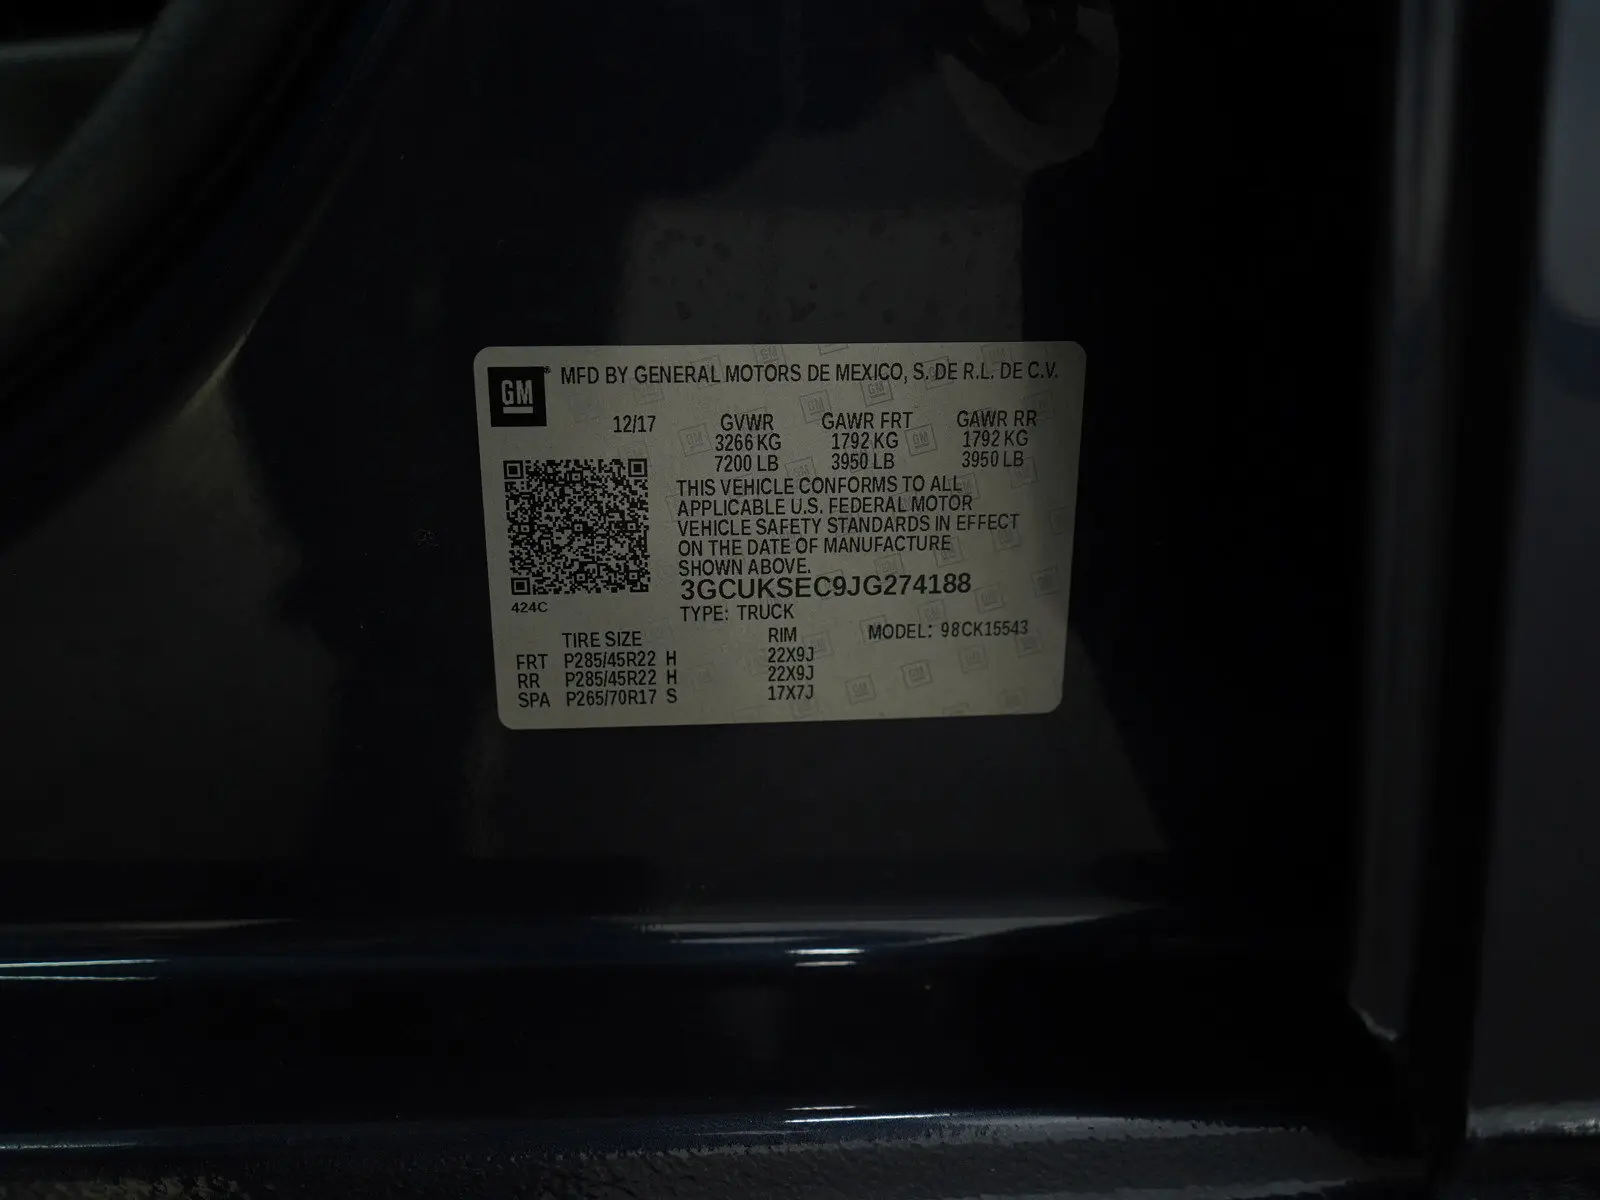 GM
MFD BY GENERAL MOTORS DE MEXICO, S. DE R.L. DE C.V.
12/17 GVWR GAWR FRT GAWR RR
3266 KG 1792 KG 1792 KG
7200 LB 3950 LB 3950 LB
THIS VEHICLE CONFORMS TO ALL
APPLICABLE U.S. FEDERAL MOTOR
VEHICLE SAFETY STANDARDS IN EFFECT
ON THE DATE OF MANUFACTURE
SHOWN ABOVE.
3GCUKSEC9JG274188
424C
TYPE: TRUCK
MODEL: 98CK15543
TIRE SIZE RIM
FRT P285/45R22 H 22X9J
RR P285/45R22 H 22X9J
SPA P265/70R17 S 17X7J